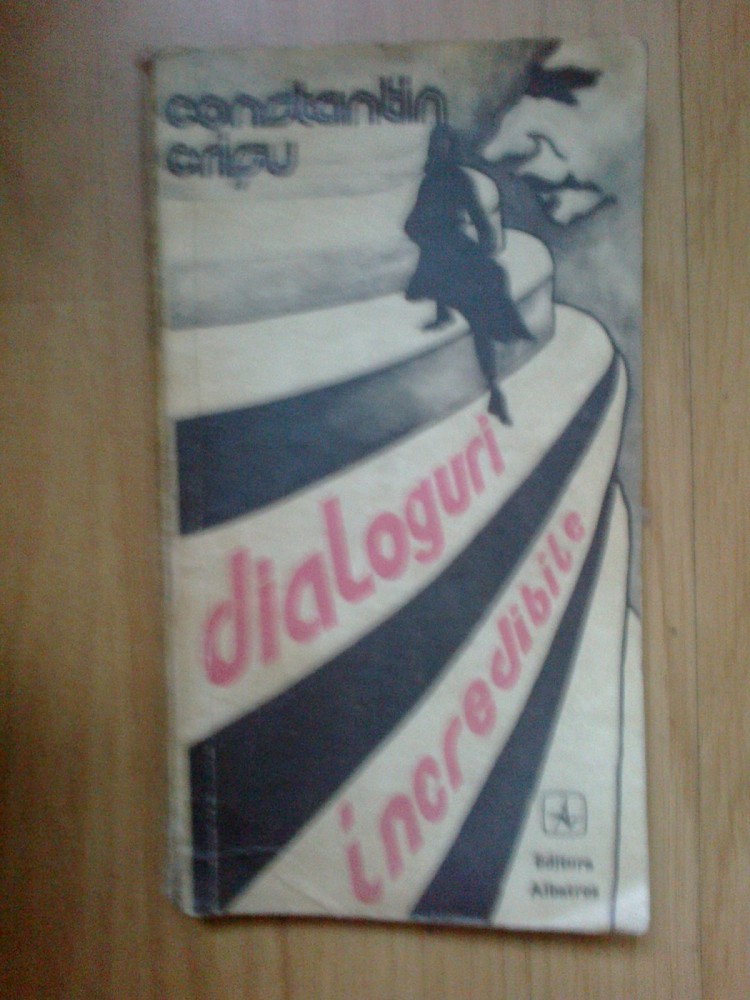 constantin
crișu
dialoguri
incredibile
Editura
Albatros